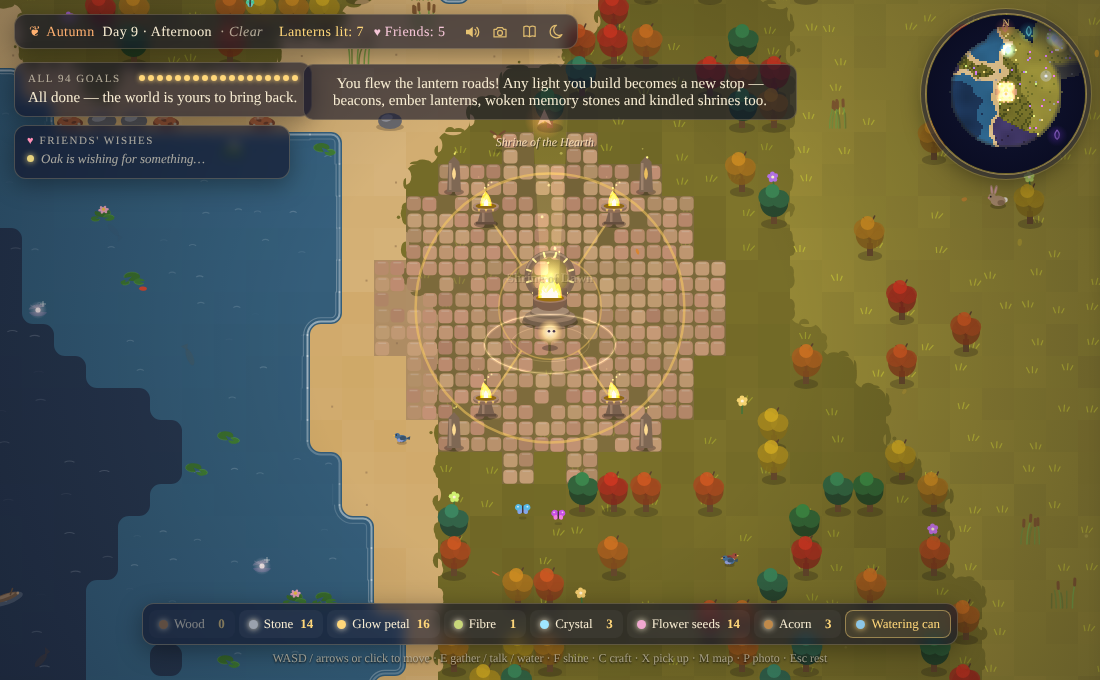 Autumn Day 9 · Afternoon · Clear Lanterns lit: 7 ♥ Friends: 5
ALL 94 GOALS
All done — the world is yours to bring back.
You flew the lantern roads! Any light you build becomes a new stop —
beacons, ember lanterns, woken memory stones and kindled shrines too.
N
♥ FRIENDS' WISHES
Oak is wishing for something…
Shrine of the Hearth
Shrine of Dawn
Wood 0 Stone 14 Glow petal 16 Fibre 1 Crystal 3 Flower seeds 14 Acorn 3 Watering can
WASD / arrows or click to move · E gather / talk / water · F shine · C craft · X pick up · M map · P photo · Esc rest